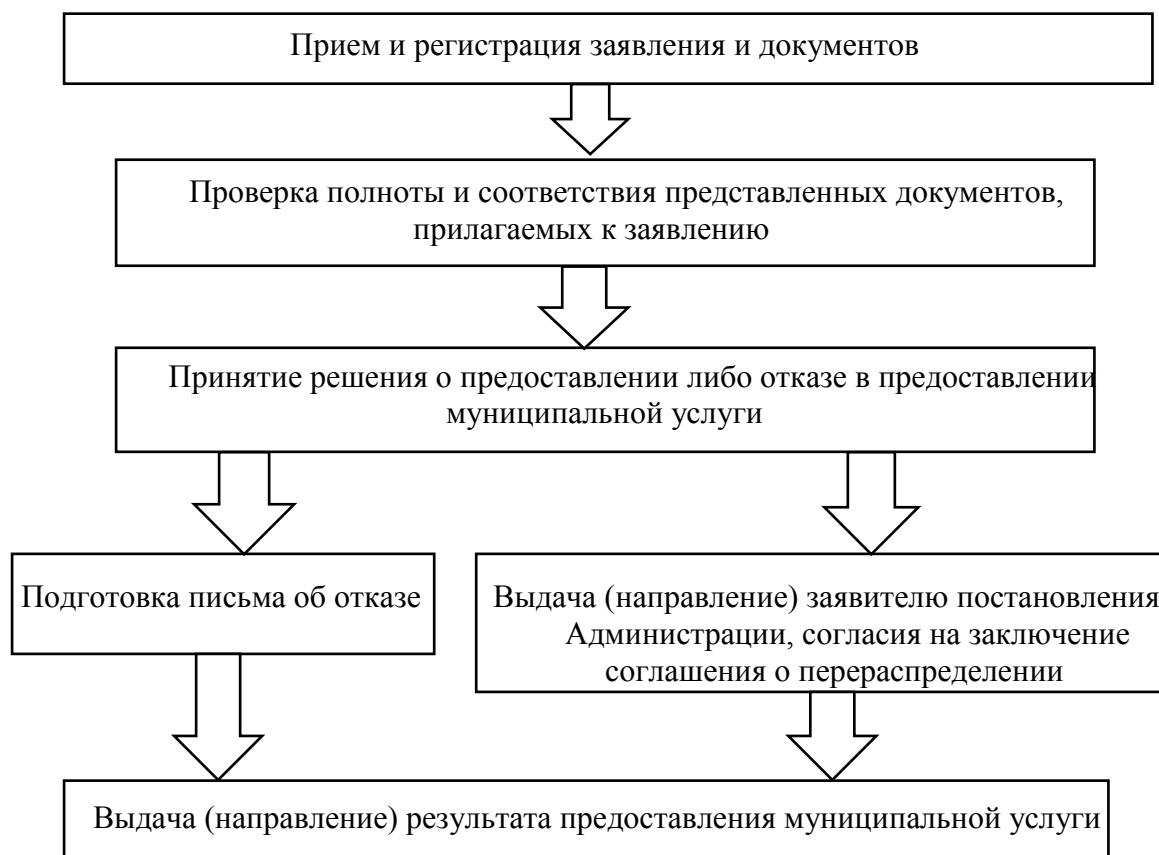 Прием и регистрация заявления и документов
Проверка полноты и соответствия представленных документов,
прилагаемых к заявлению
Принятие решения о предоставлении либо отказе в предоставлении
муниципальной услуги
Подготовка письма об отказе
Выдача (направление) заявителю постановления
Администрации, согласия на заключение
соглашения о перераспределении
Выдача (направление) результата предоставления муниципальной услуги